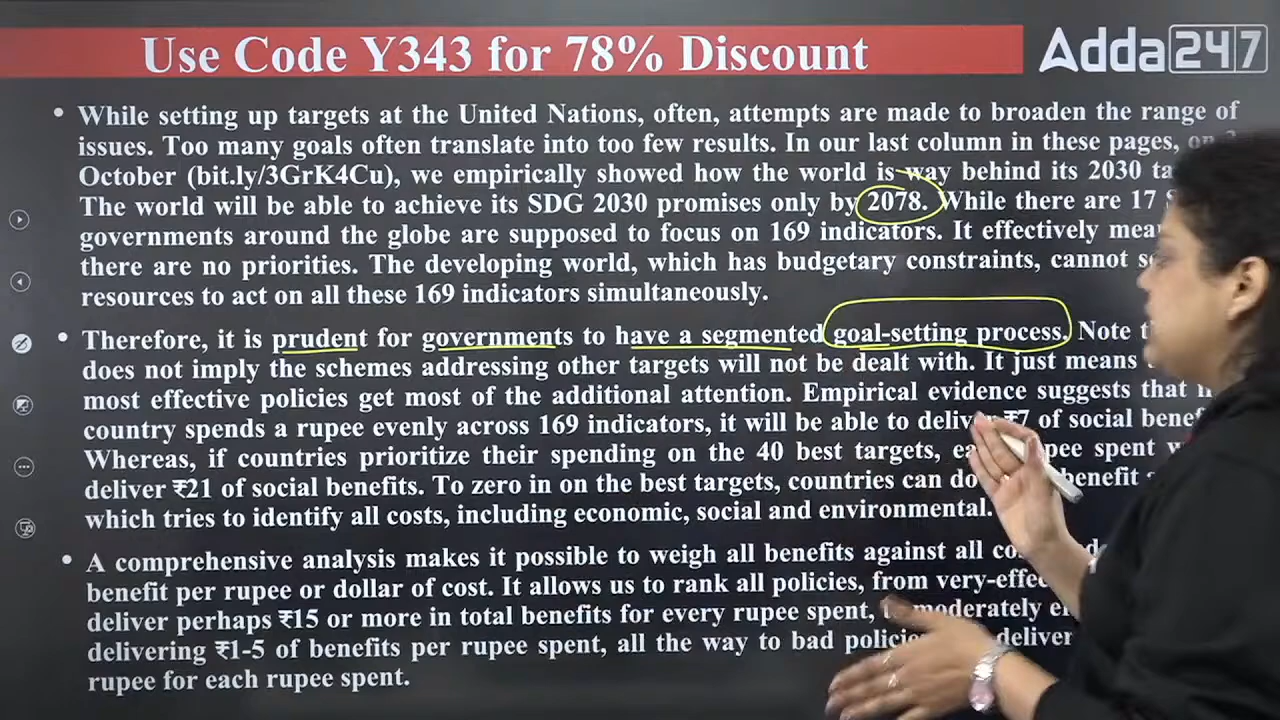 Use Code Y343 for 78% Discount
Adda 247
• While setting up targets at the United Nations, often, attempts are made to broaden the range of
issues. Too many goals often translate into too few results. In our last column in these pages,
October (bit.ly/3GrK4Cu), we empirically showed how the world is way behind its 2030
The world will be able to achieve its SDG 2030 promises only by 2078. While there are 17
governments around the globe are supposed to focus on 169 indicators. It effectively
there are no priorities. The developing world, which has budgetary constraints, cannot
resources to act on all these 169 indicators simultaneously.
• Therefore, it is prudent for governments to have a segmented goal-setting process. Note
does not imply the schemes addressing other targets will not be dealt with. It just means
most effective policies get most of the additional attention. Empirical evidence suggests that
country spends a rupee evenly across 169 indicators, it will be able to deliver ₹7 of social
Whereas, if countries prioritize their spending on the 40 best targets, spent
deliver ₹21 of social benefits. To zero in on the best targets, countries can do benefit
which tries to identify all costs, including economic, social and environmental.
• A comprehensive analysis makes it possible to weigh all benefits against all
benefit per rupee or dollar of cost. It allows us to rank all policies, from
deliver perhaps ₹15 or more in total benefits for every rupee spent, moderately
delivering ₹1-5 of benefits per rupee spent, all the way to bad deliver
rupee for each rupee spent.